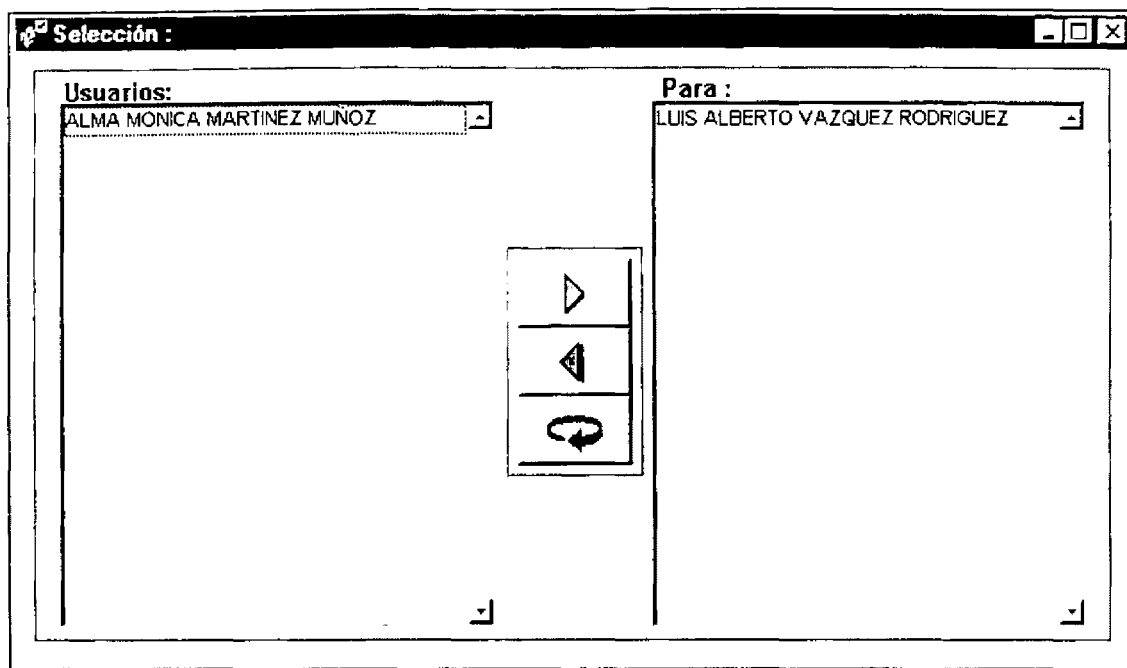 Selección :
Usuarios:
ALMA MONICA MARTINEZ MUÑOZ
Para :
LUIS ALBERTO VAZQUEZ RODRIGUEZ